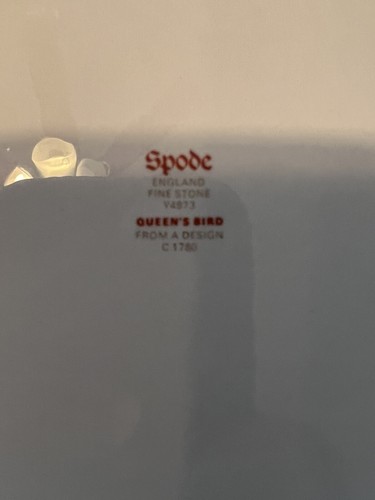 Spode
ENGLAND
FINE STONE
Y4973
QUEEN'S BIRD
FROM A DESIGN
C.1780